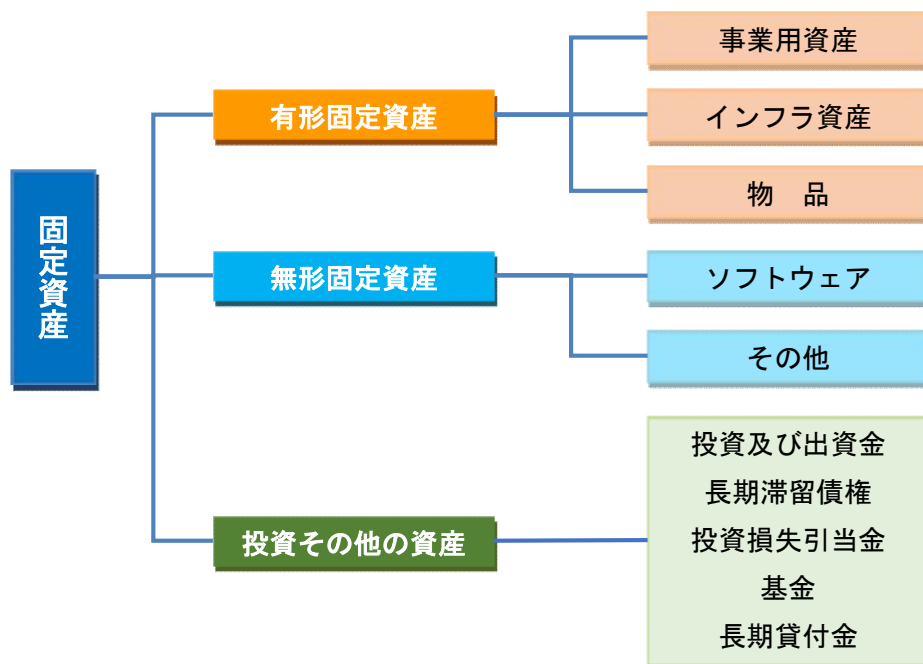 固定資産
有形固定資産
事業用資産
インフラ資産
物　品
無形固定資産
ソフトウェア
その他
投資その他の資産
投資及び出資金
長期滞留債権
投資損失引当金
基金
長期貸付金